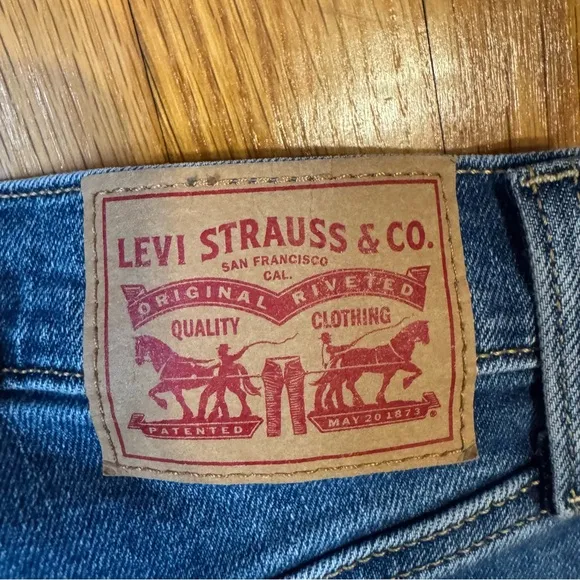 LEVI STRAUSS & CO.
SAN FRANCISCO
CAL.
ORIGINAL RIVETED
QUALITY CLOTHING
PATENTED MAY 20 1873 ®